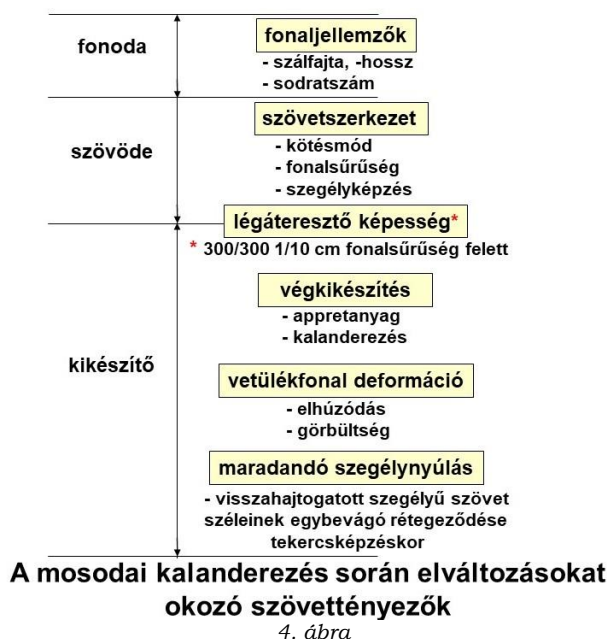 fonoda
fonaljellemzők
- szálfajta, -hossz
- sodratszám
szövöde
szövetszerkezet
- kötésmód
- fonalsűrűség
- szegélyképzés
légáteresztő képesség*
* 300/300 1/10 cm fonalsűrűség felett
kikészítő
végkikészítés
- appretanyag
- kalanderezés
vetülékfonal deformáció
- elhúzódás
- görbültség
maradandó szegélynyúlás
- visszahajtogatott szegélyű szövet
széleinek egybevágó rétegeződése
tekercsképzéskor
A mosodai kalanderezés során elváltozásokat
okozó szövettényezők
4. ábra